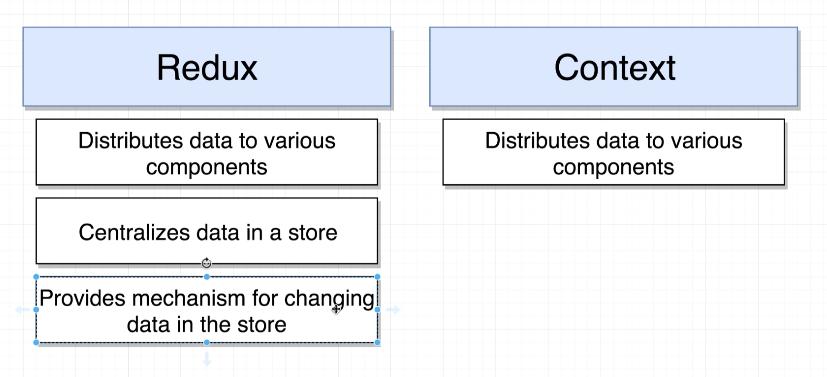 Redux
Distributes data to various
components
Centralizes data in a store
Provides mechanism for changing
data in the store
Context
Distributes data to various
components